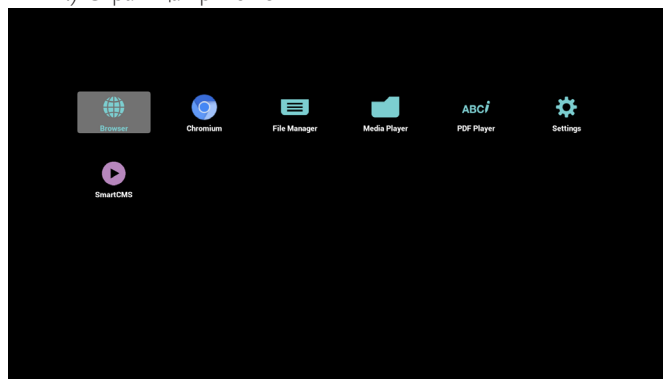 Browser
Chromium
File Manager
Media Player
ABCi
PDF Player
Settings
SmartCMS